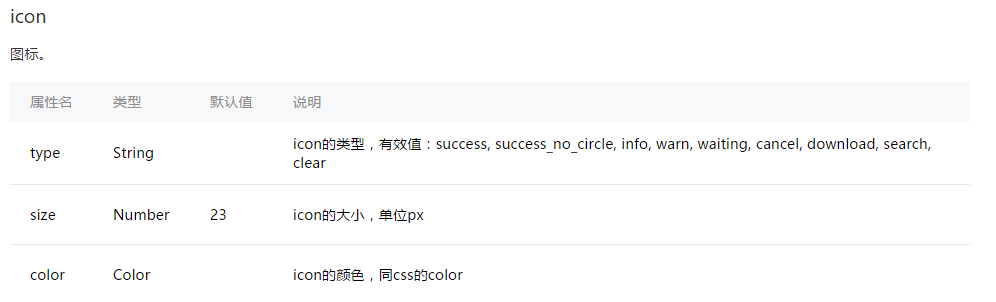 icon
图标。
属性名 类型 默认值 说明
type String icon的类型，有效值：success, success_no_circle, info, warn, waiting, cancel, download, search,
clear
size Number 23 icon的大小，单位px
color Color icon的颜色，同css的color